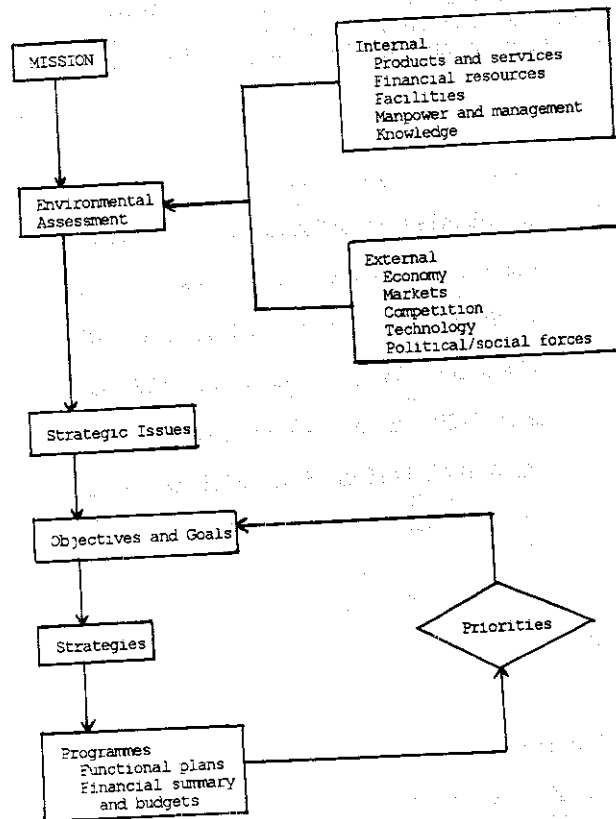 MISSION
Internal
Products and services
Financial resources
Facilities
Manpower and management
Knowledge
Environmental
Assessment
External
Economy
Markets
Competition
Technology
Political/social forces
Strategic Issues
Objectives and Goals
Priorities
Strategies
Programmes
Functional plans
Financial summary
and budgets